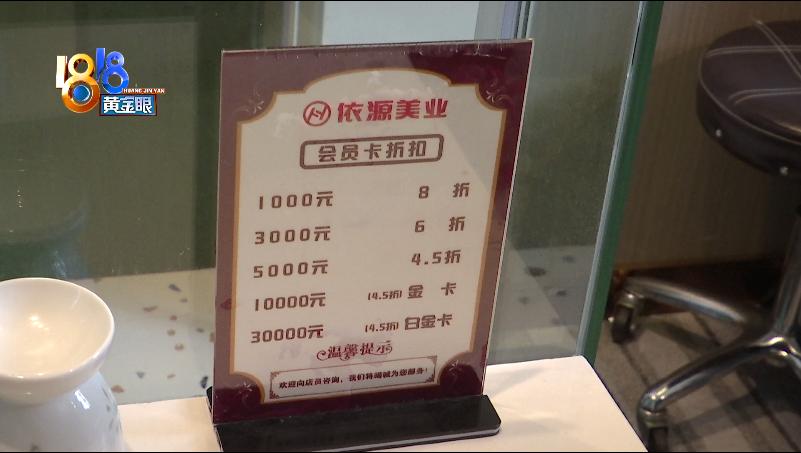 1818
HUANG JIN YAN
黄金眼
依源美业
会员卡折扣
1000元 8 折
3000元 6 折
5000元 4.5折
10000元 (4.5折) 金 卡
30000元 (4.5折) 白金卡
温馨提示
欢迎向店员咨询，我们将竭诚为您服务！